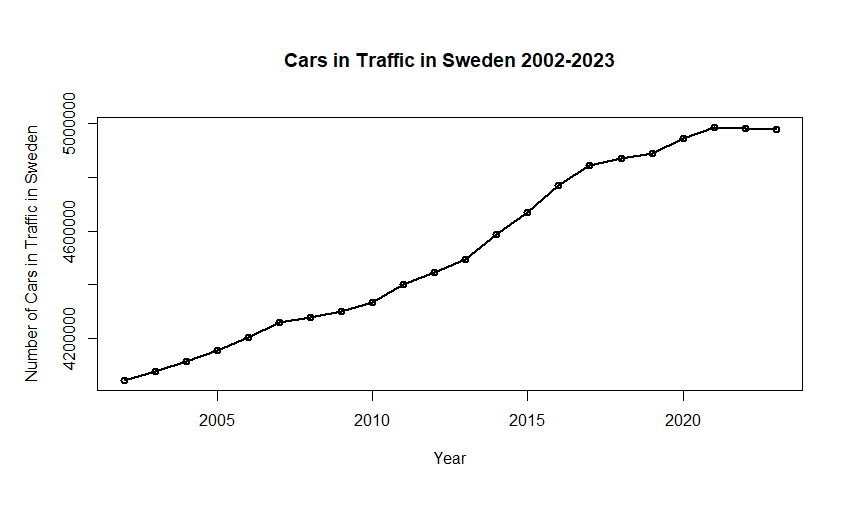 Cars in Traffic in Sweden 2002-2023
Number of Cars in Traffic in Sweden
5000000
4600000
4200000
2005 2010 2015 2020
Year